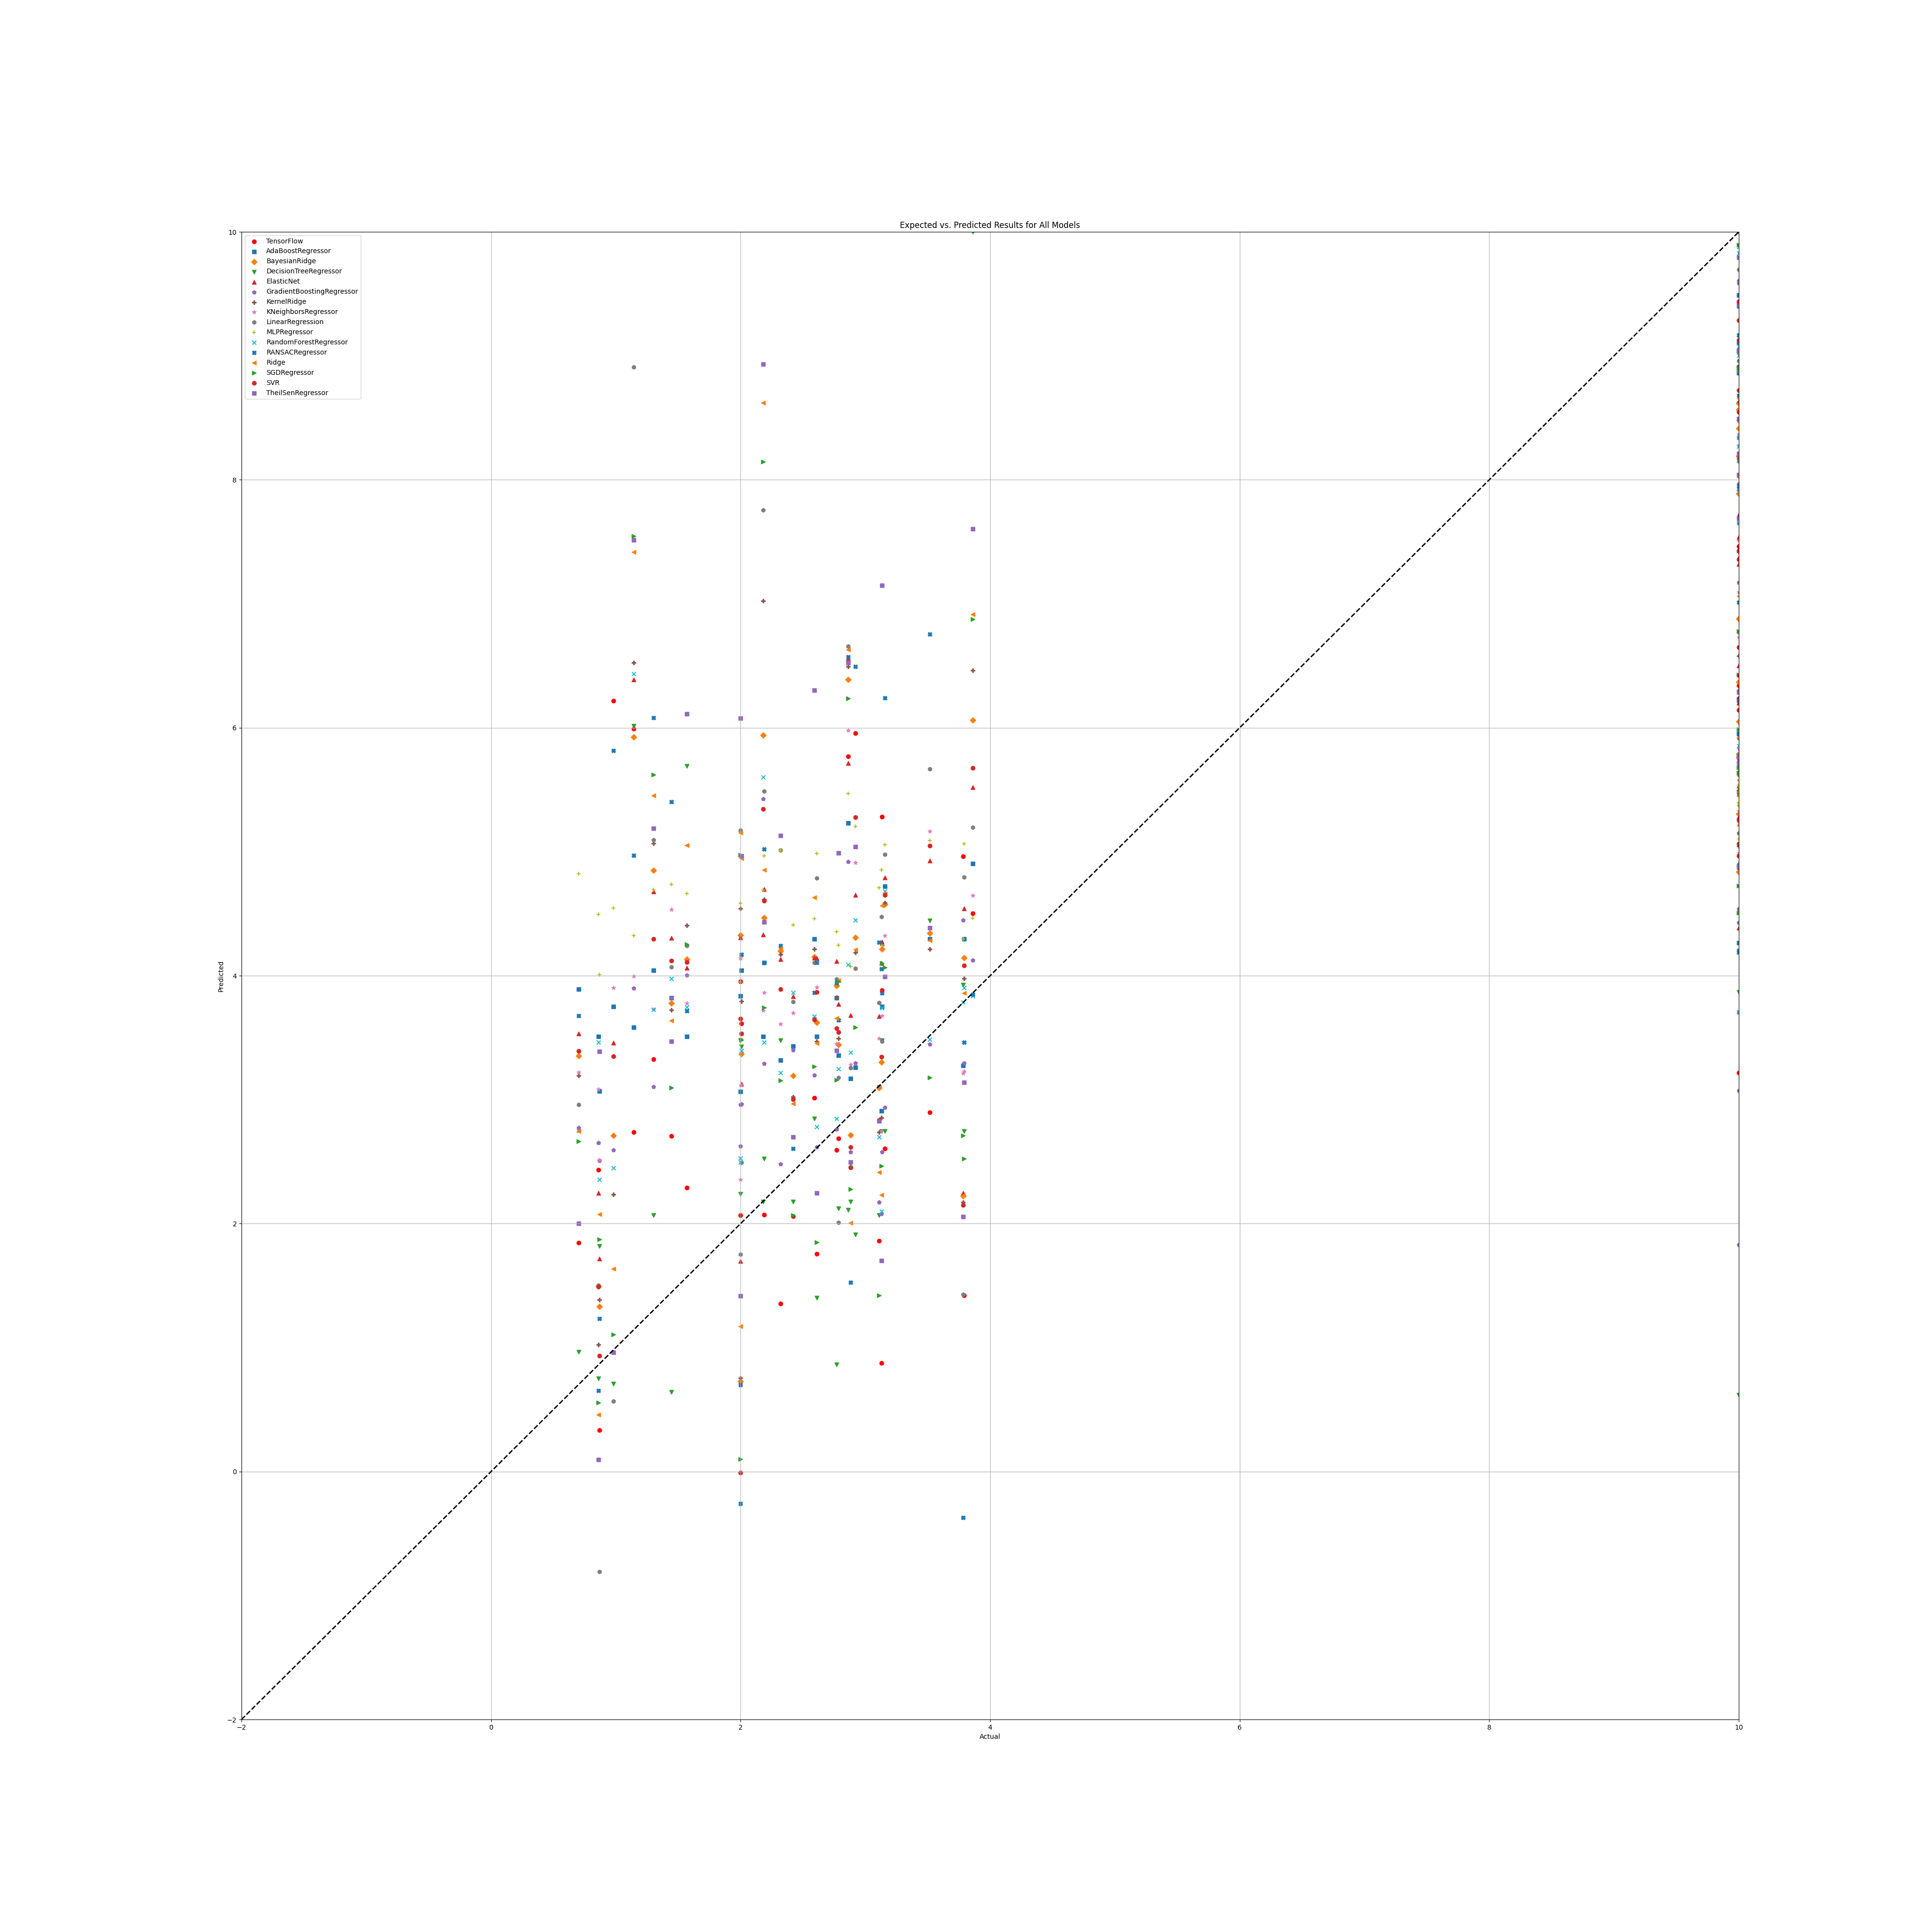 Expected vs. Predicted Results for All Models
10
TensorFlow
AdaBoostRegressor
BayesianRidge
DecisionTreeRegressor
ElasticNet
GradientBoostingRegressor
KernelRidge
KNeighborsRegressor
LinearRegression
MLPRegressor
RandomForestRegressor
RANSACRegressor
Ridge
SGDRegressor
SVR
TheilSenRegressor
8
6
4
Predicted
2
0
−2
−2 0 2 4 6 8 10
Actual